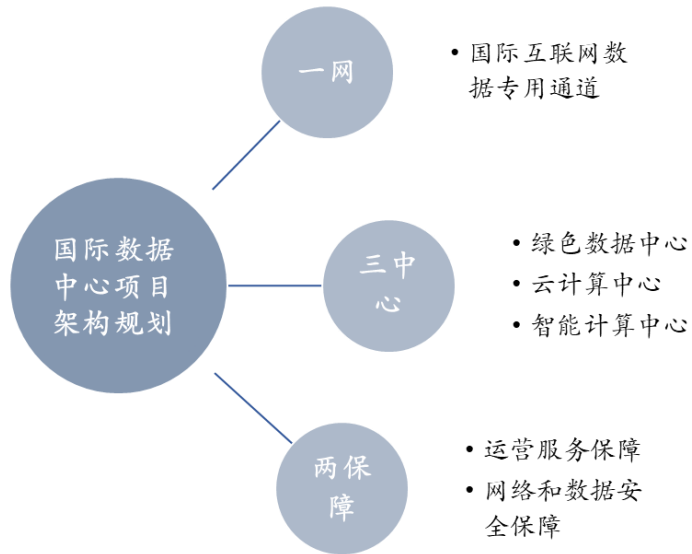 一网
• 国际互联网数
据专用通道
国际数据
中心项目
架构规划
三中
心
• 绿色数据中心
• 云计算中心
• 智能计算中心
两保
障
• 运营服务保障
• 网络和数据安
全保障